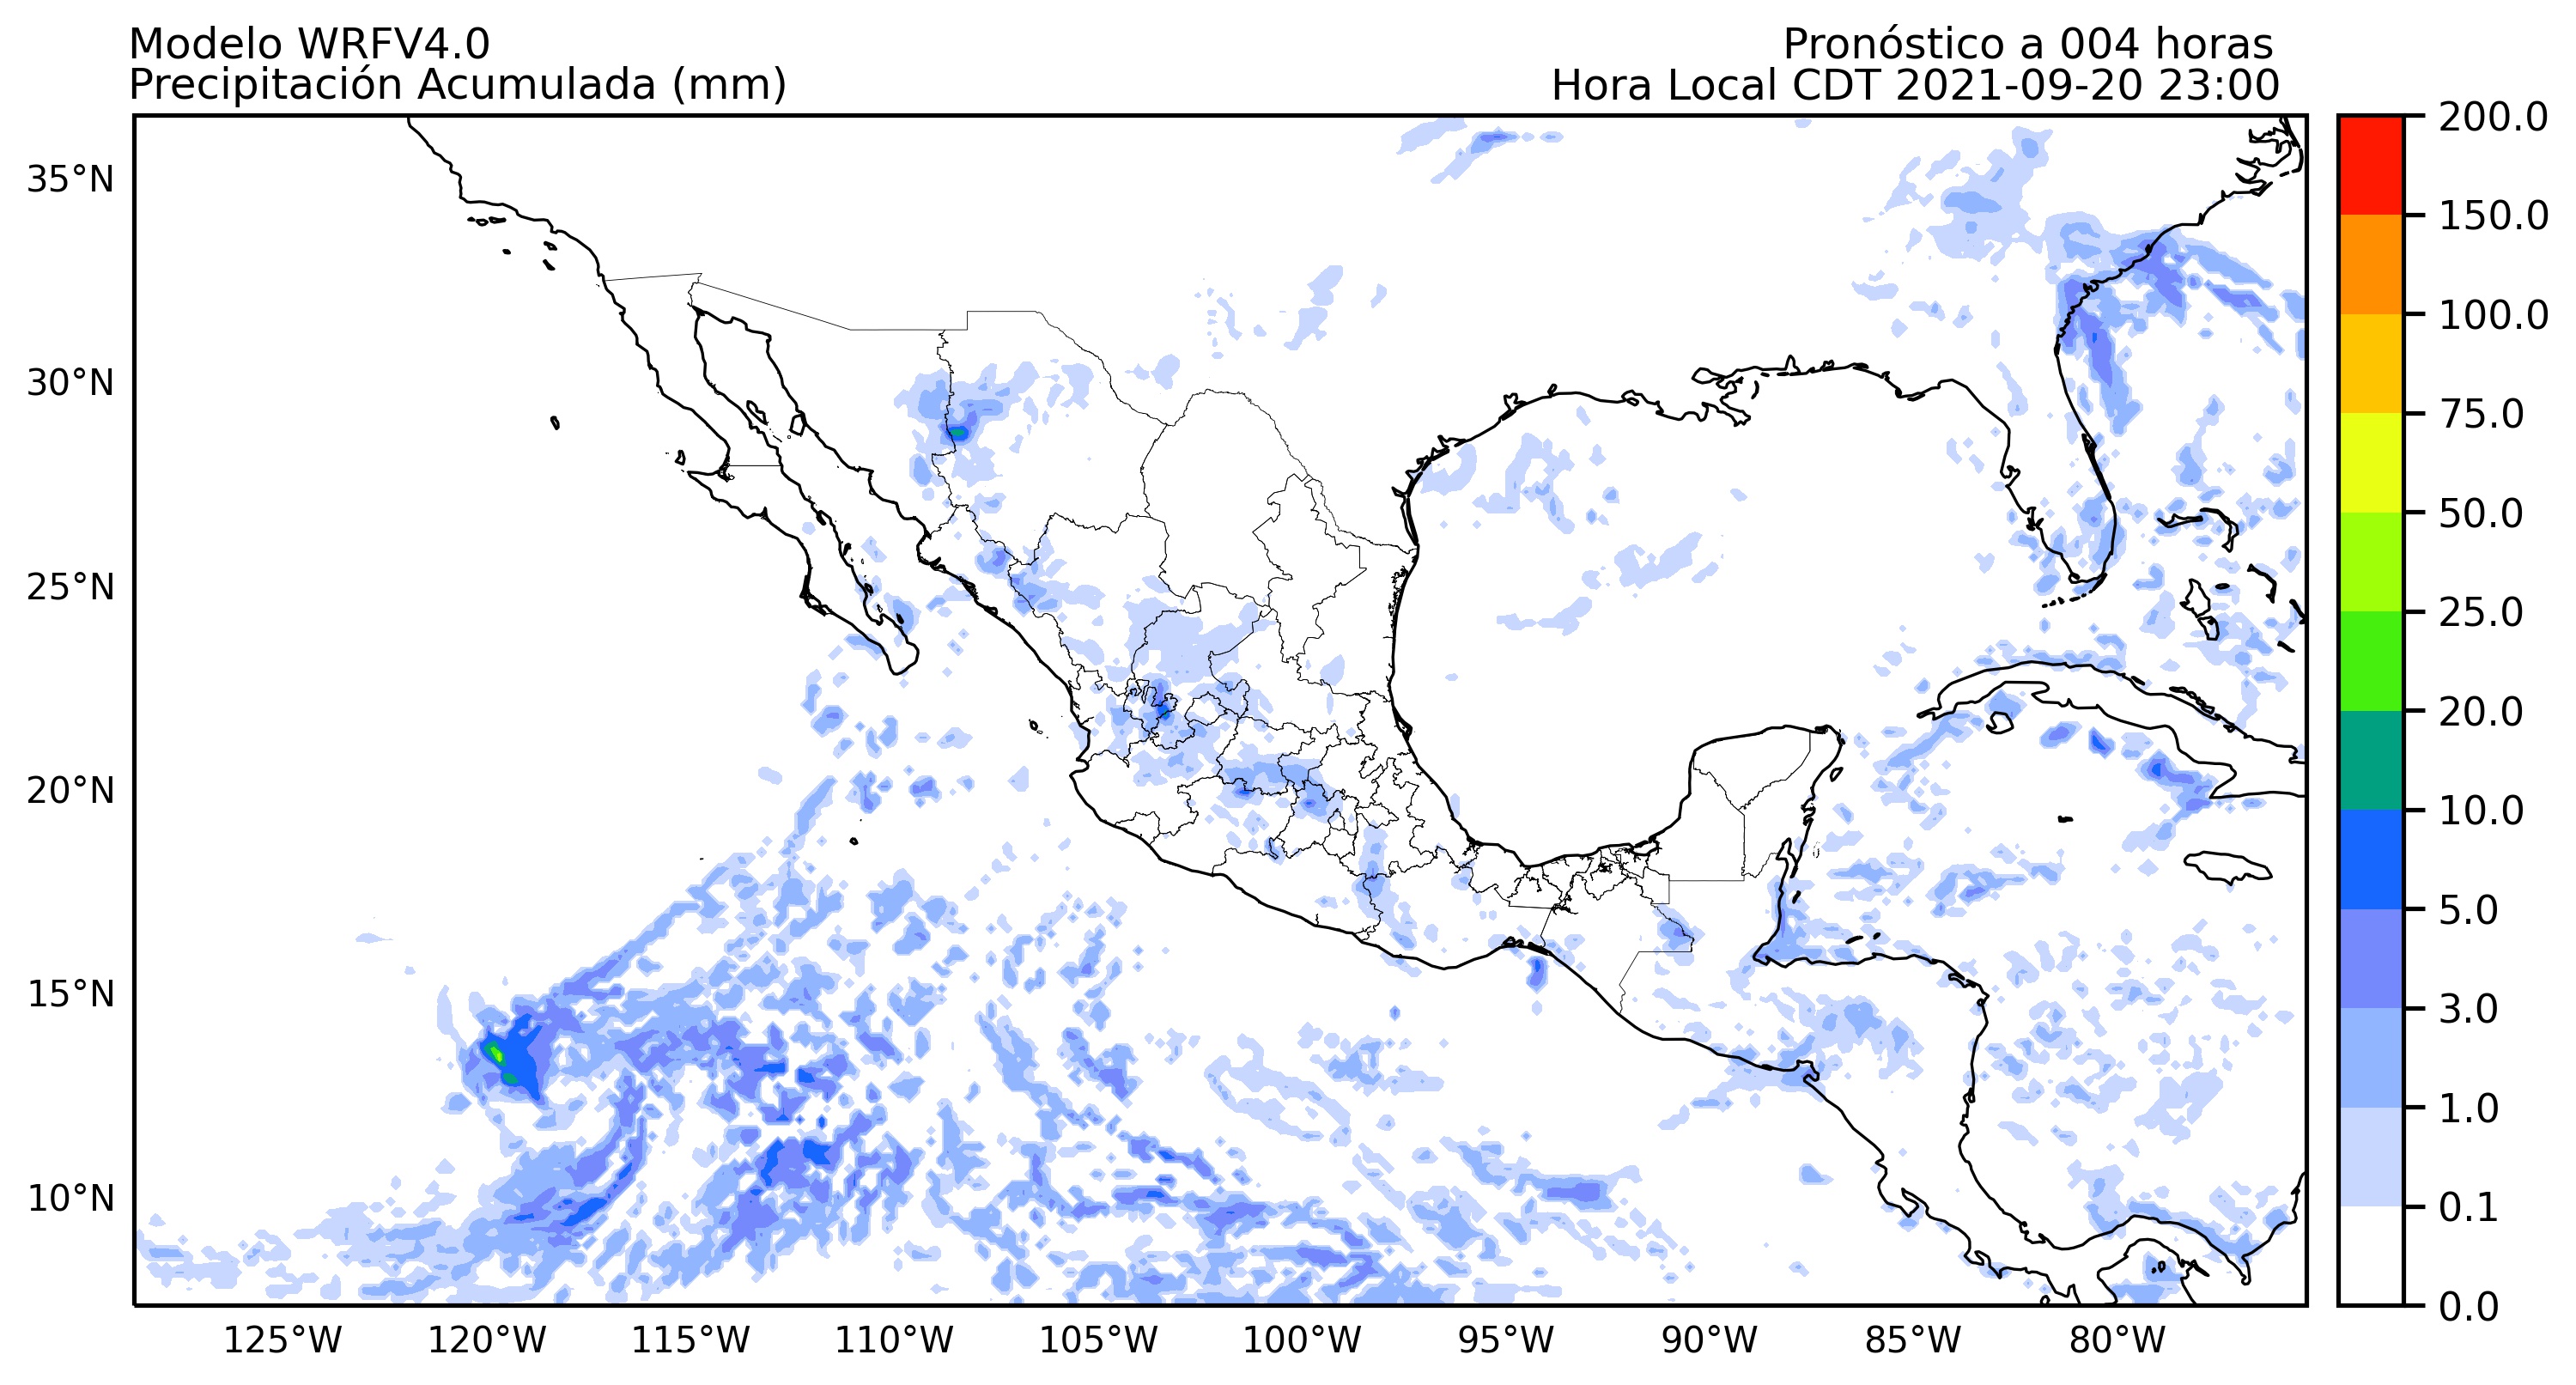 Modelo WRFV4.0
Precipitación Acumulada (mm)
Pronóstico a 004 horas
Hora Local CDT 2021-09-20 23:00
35°N
30°N
25°N
20°N
15°N
10°N
125°W
120°W
115°W
110°W
105°W
100°W
95°W
90°W
85°W
80°W
200.0
150.0
100.0
75.0
50.0
25.0
20.0
10.0
5.0
3.0
1.0
0.1
0.0